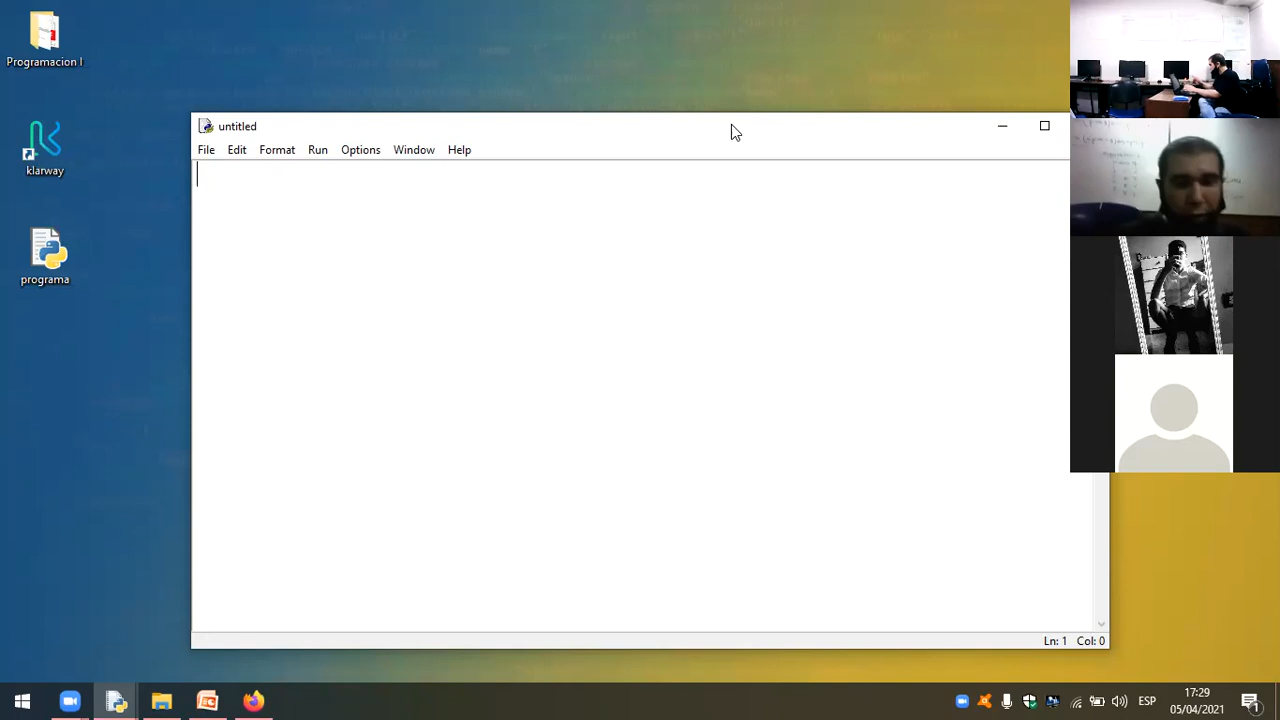 Programacion I
klarway
programa
untitled
File Edit Format Run Options Window Help
Ln: 1 Col: 0
ESP
17:29
05/04/2021
1